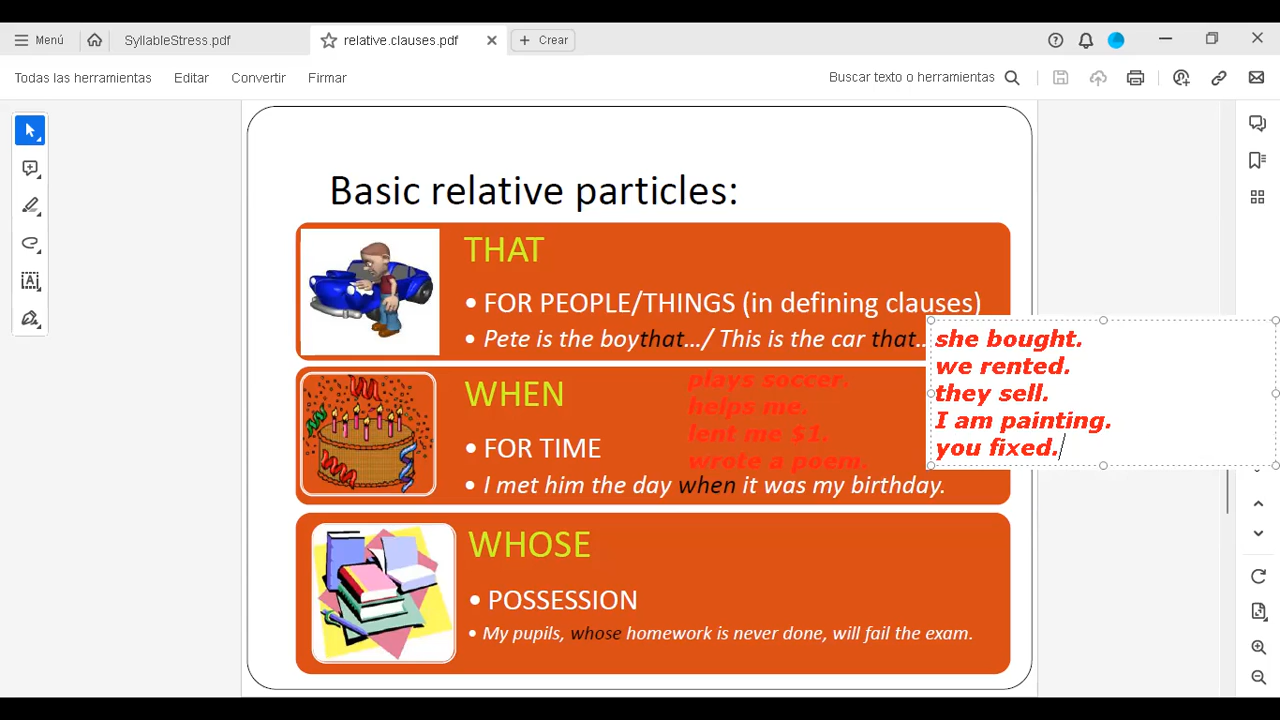 Menú
SyllableStress.pdf
relative.clauses.pdf
Crear
Todas las herramientas
Editar
Convertir
Firmar
Buscar texto o herramientas
Basic relative particles:
THAT
• FOR PEOPLE/THINGS (in defining clauses)
• Pete is the boythat.../ This is the car that..
she bought.
we rented.
they sell.
I am painting.
you fixed.
WHEN
plays soccer.
helps me.
lent me $1.
wrote a poem.
• FOR TIME
• I met him the day when it was my birthday.
WHOSE
• POSSESSION
• My pupils, whose homework is never done, will fail the exam.